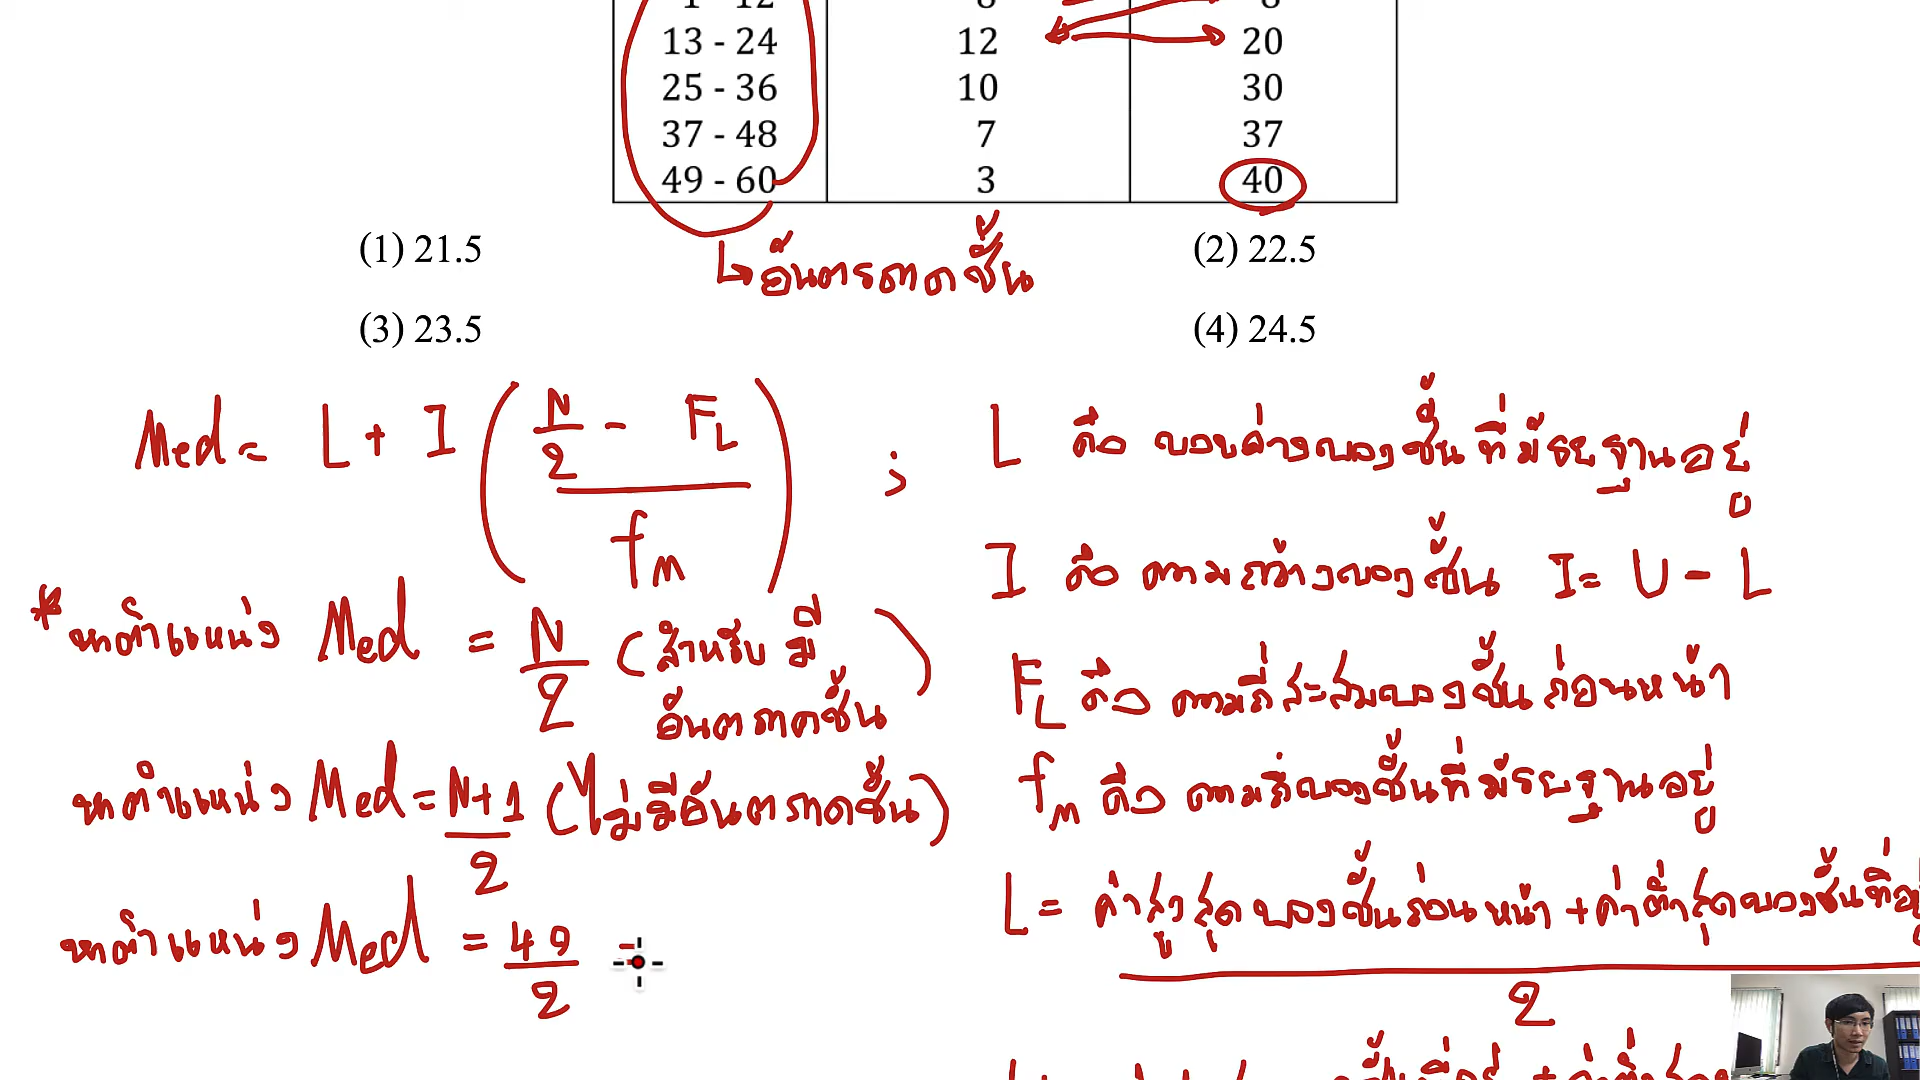 1 - 12 8 8
13 - 24 12 20
25 - 36 10 30
37 - 48 7 37
49 - 60 3 40
(1) 21.5 (2) 22.5
อันตรภาคชั้น
(3) 23.5 (4) 24.5
Med = L + I ( (N/2 - F_L) / f_m ) ; L คือ ขอบล่างของชั้นที่มัธยฐานอยู่
I คือ ความกว้างของชั้น I = U - L
* หาตำแหน่ง Med = N/2 (สำหรับ มีอันตรภาคชั้น)
F_L คือ ความถี่สะสมของชั้นก่อนหน้า
หาตำแหน่ง Med = N+1/2 (ไม่มีอันตรภาคชั้น)
f_m คือ ความถี่ของชั้นที่มัธยฐานอยู่
L = ค่าสูงสุดของชั้นก่อนหน้า + ค่าต่ำสุดของชั้นที่อยู่ / 2
หาตำแหน่ง Med = 40/2